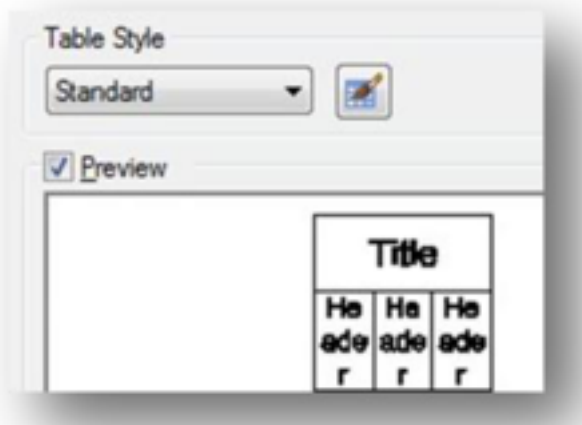 Table Style
Standard
Preview
Title
He He He
ade ade ade
r r r